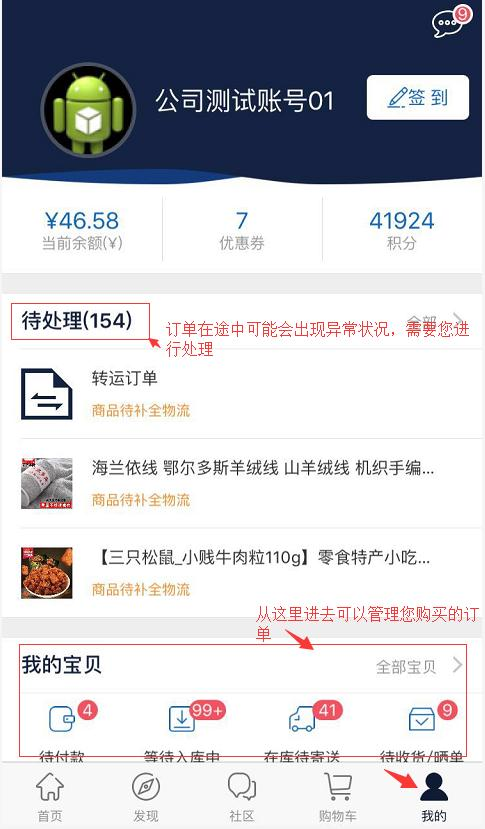 9
公司测试账号01
签 到
¥46.58
7
41924
当前余额(¥)
优惠券
积分
待处理(154)
全部
订单在途中可能会出现异常状况，需要您进
行处理
转运订单
商品待补全物流
海兰依线 鄂尔多斯羊绒线 山羊绒线 机织手编...
商品待补全物流
【三只松鼠_小贱牛肉粒110g】零食特产小吃...
商品待补全物流
从这里进去可以管理您购买的订
单
我的宝贝
全部宝贝
4
99+
41
9
待付款
等待入库中
在库待寄送
待收货/晒单
首页
发现
社区
购物车
我的